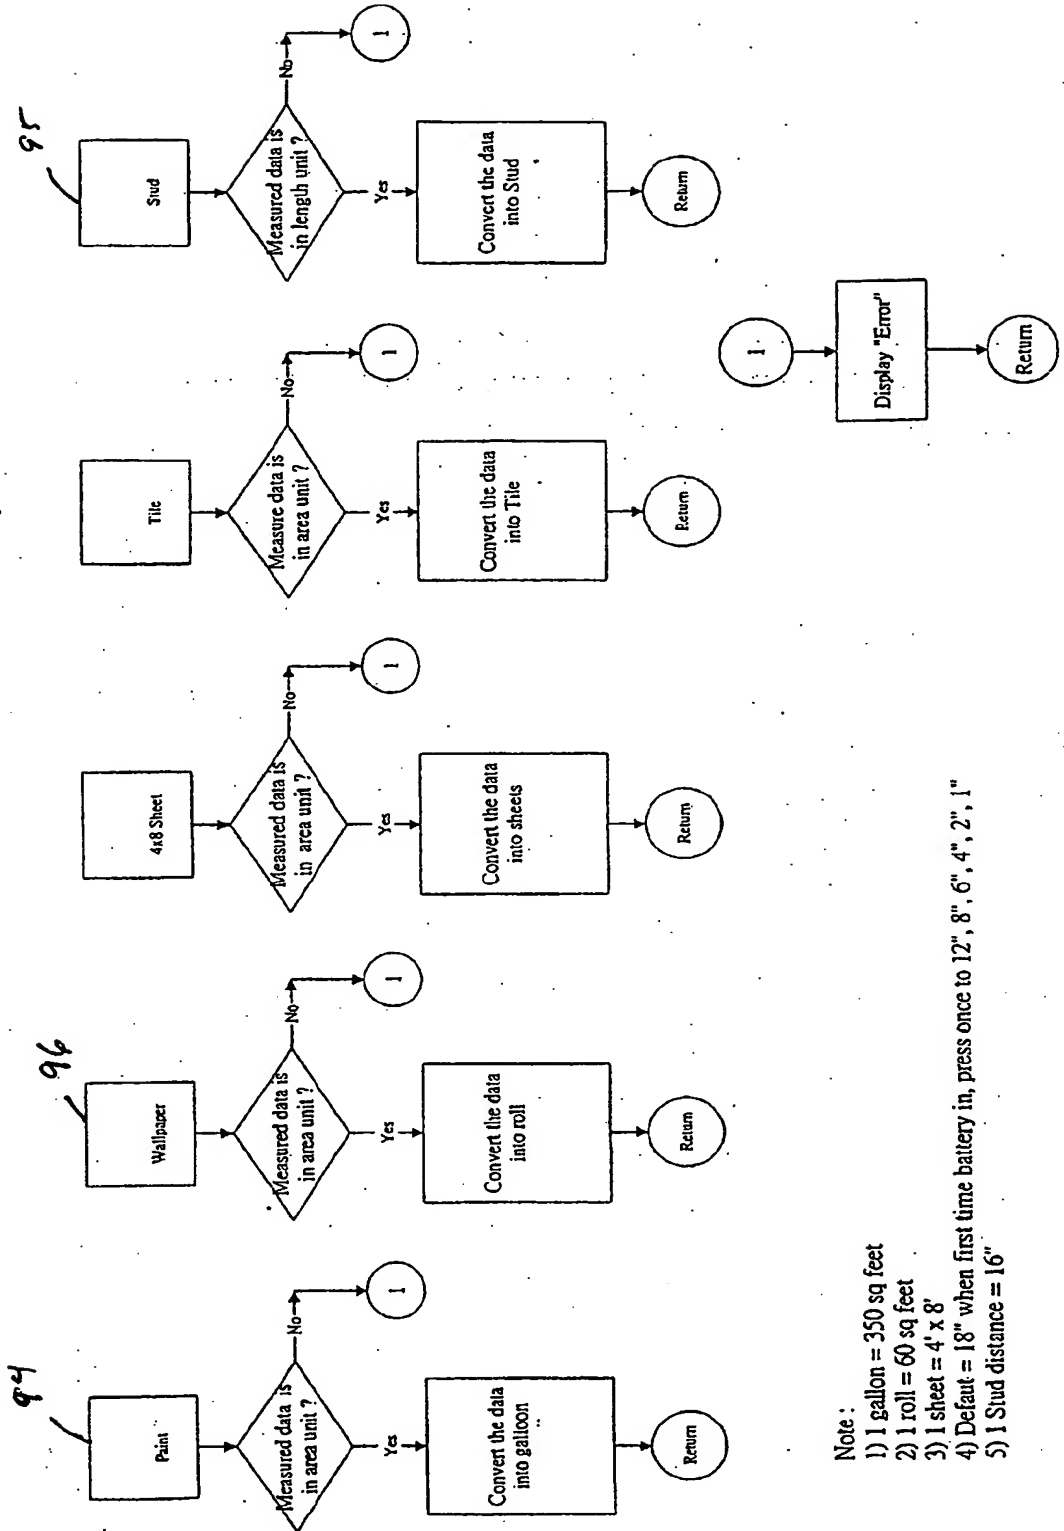 94
Paint
Measured data is
in area unit ?
No
1
Yes
Convert the data
into galloon
Return
96
Wallpaper
Measured data is
in area unit ?
No
1
Yes
Convert the data
into roll
Return
4x8 Sheet
Measured data is
in area unit ?
No
1
Yes
Convert the data
into sheets
Return
Tile
Measure data is
in area unit ?
No
1
Yes
Convert the data
into Tile
Return
95
Stud
Measured data is
in length unit ?
No
1
Yes
Convert the data
into Stud
Return
1
Display "Error"
Return
Note :
1) 1 gallon = 350 sq feet
2) 1 roll = 60 sq feet
3) 1 sheet = 4' x 8'
4) Defaut = 18" when first time battery in, press once to 12", 8", 6", 4", 2", 1"
5) 1 Stud distance = 16"